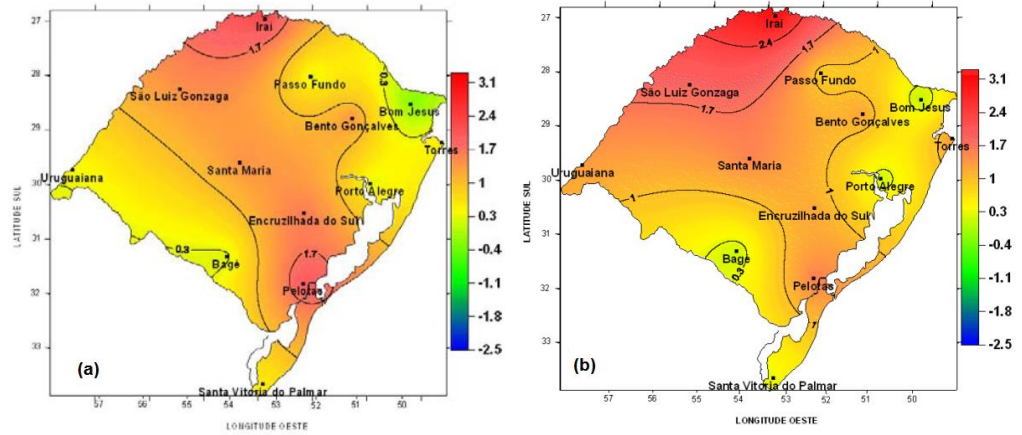 27
28
29
30
31
32
33
LATITUDE SUL
Iraí
1.7
Passo Fundo
0.3
São Luiz Gonzaga
Bom Jesus
Bento Gonçalves
Torres
Santa Maria
Uruguaiana
Porto Alegre
Encruzilhada do Sul
0.3
Bagé
1.7
Pelotas
Santa Vitória do Palmar
(a)
57 56 55 54 53 52 51 50
LONGITUDE OESTE
3.1
2.4
1.7
1
0.3
-0.4
-1.1
-1.8
-2.5
27
28
29
30
31
32
33
LATITUDE SUL
Iraí
2.4
1.7
1
Passo Fundo
São Luiz Gonzaga
1.7
Bom Jesus
Bento Gonçalves
Torres
Santa Maria
Uruguaiana
Porto Alegre
1
1
Encruzilhada do Sul
Bagé
0.3
Pelotas
1
Santa Vitória do Palmar
(b)
57 56 55 54 53 52 51 50
LONGITUDE OESTE
3.1
2.4
1.7
1
0.3
-0.4
-1.1
-1.8
-2.5